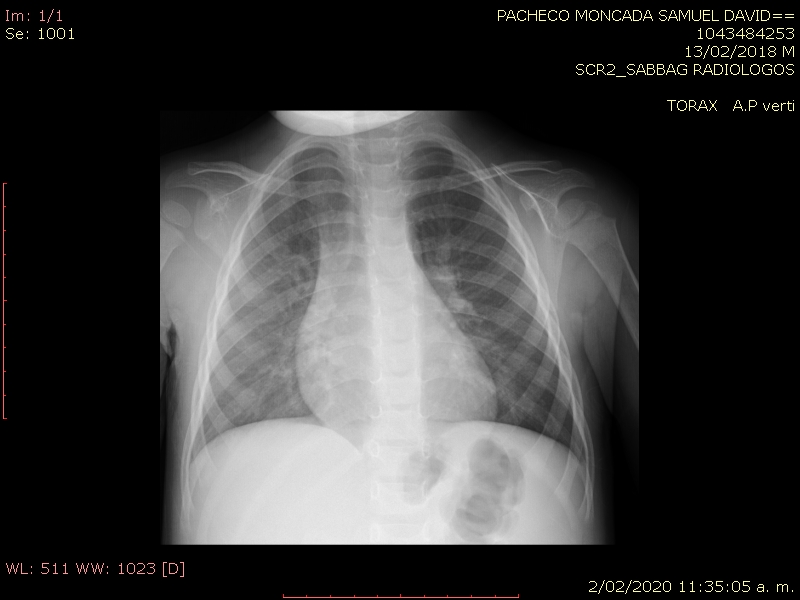 Im: 1/1
Se: 1001
PACHECO MONCADA SAMUEL DAVID==
1043484253
13/02/2018 M
SCR2_SABBAG RADIOLOGOS
TORAX A.P verti
WL: 511 WW: 1023 [D]
2/02/2020 11:35:05 a. m.